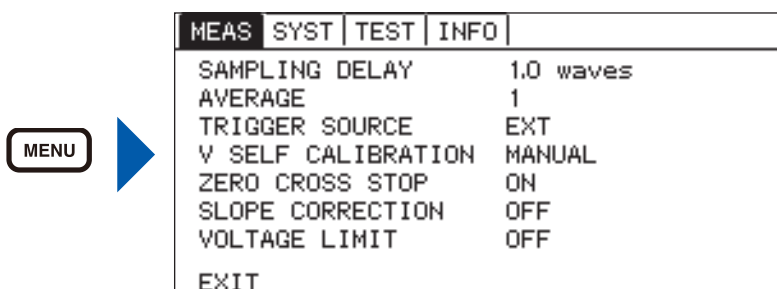 MENU
MEAS SYST TEST INFO
SAMPLING DELAY 1.0 waves
AVERAGE 1
TRIGGER SOURCE EXT
V SELF CALIBRATION MANUAL
ZERO CROSS STOP ON
SLOPE CORRECTION OFF
VOLTAGE LIMIT OFF
EXIT